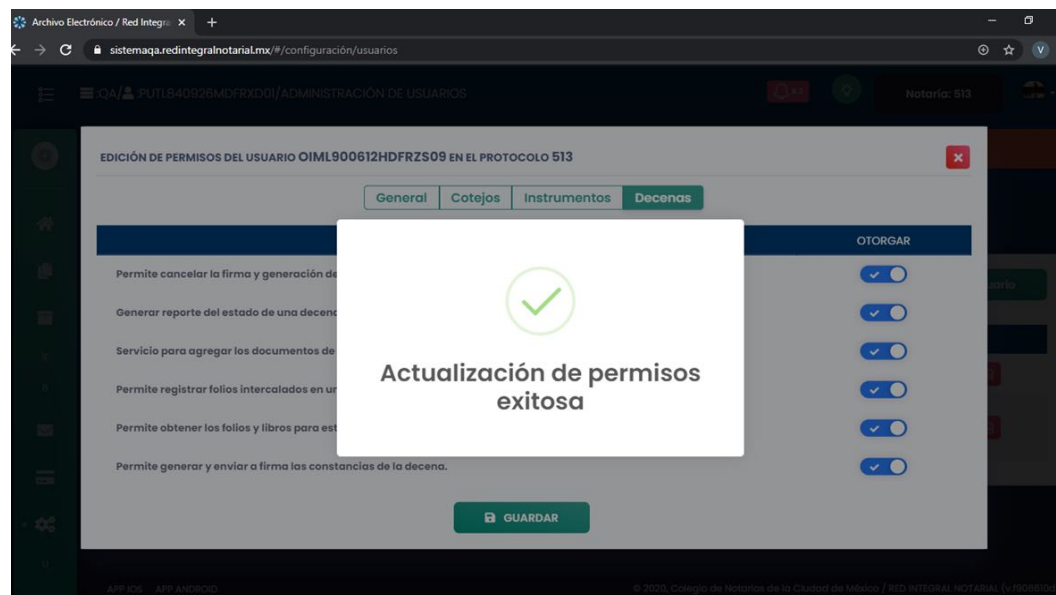 Archivo Electrónico / Red Integra
sistemaqa.redintegralnotarial.mx/#/configuración/usuarios
V
:QA/ :PUTL840926MDFRXD01/ADMINISTRACIÓN DE USUARIOS
Notaría: 513
EDICIÓN DE PERMISOS DEL USUARIO OIML900612HDFRZS09 EN EL PROTOCOLO 513
General Cotejos Instrumentos Decenas
OTORGAR
Permite cancelar la firma y generación de
Generar reporte del estado de una decena
Servicio para agregar los documentos de
Permite registrar folios intercalados en un
Permite obtener los folios y libros para est
Permite generar y enviar a firma las constancias de la decena.
Actualización de permisos
exitosa
GUARDAR
APP IOS APP ANDROID
© 2020, Colegio de Notarios de la Ciudad de México / RED INTEGRAL NOTARIAL